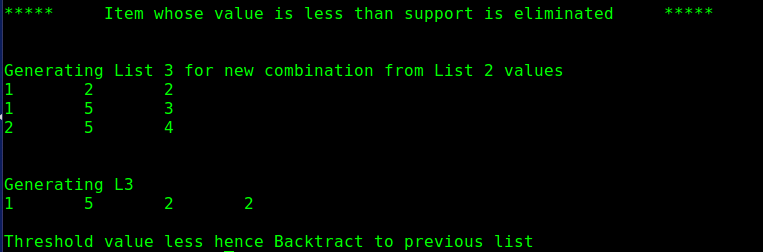 ***** Item whose value is less than support is eliminated *****
Generating List 3 for new combination from List 2 values
1 2 2
1 5 3
2 5 4
Generating L3
1 5 2 2
Threshold value less hence Backtract to previous list